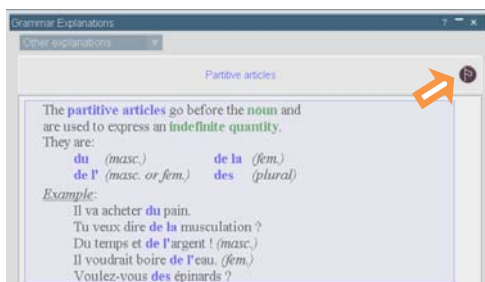 Grammar Explanations
Other explanations
Partitive articles
The partitive articles go before the noun and
are used to express an indefinite quantity.
They are:
du (masc.) de la (fem.)
de l' (masc. or fem.) des (plural)
Example:
Il va acheter du pain.
Tu veux dire de la musculation ?
Du temps et de l'argent ! (masc.)
Il voudrait boire de l'eau. (fem.)
Voulez-vous des épinards ?